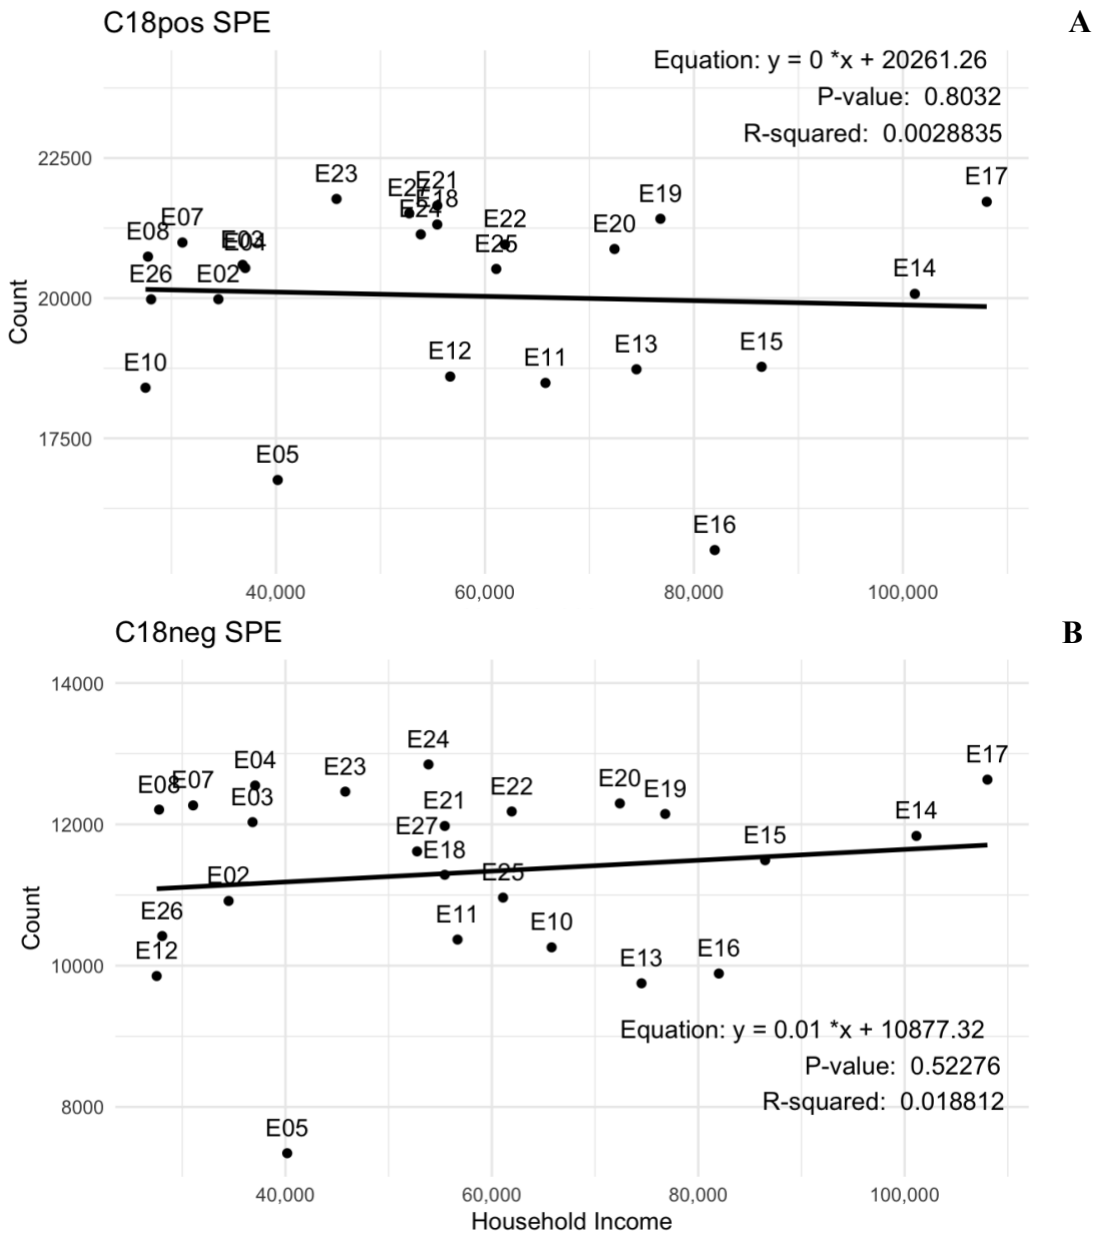 C18pos SPE
A
Equation: y = 0 *x + 20261.26
P-value: 0.8032
R-squared: 0.0028835
22500
20000
17500
Count
E23
E27
E21
E18
E24
E19
E17
E07
E08
E03
E04
E22
E25
E20
E26
E02
E14
E10
E12
E11
E13
E15
E05
E16
40,000
60,000
80,000
100,000
C18neg SPE
B
14000
12000
10000
8000
Count
E24
E17
E04
E23
E08
E07
E03
E22
E20
E19
E21
E27
E14
E18
E15
E02
E25
E26
E11
E10
E12
E13
E16
Equation: y = 0.01 *x + 10877.32
P-value: 0.52276
R-squared: 0.018812
E05
40,000
60,000
80,000
100,000
Household Income